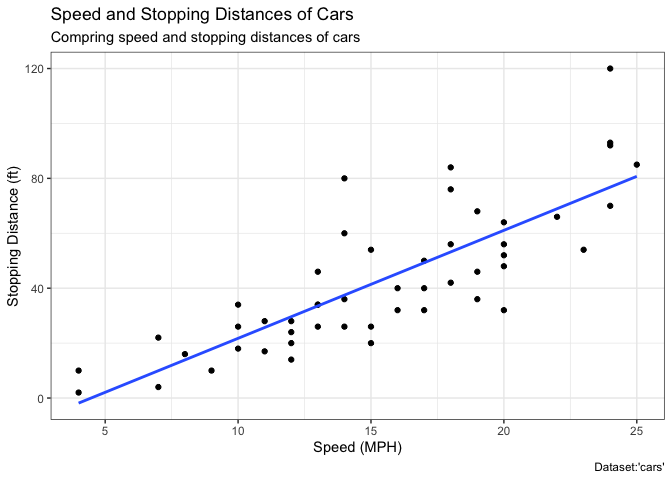 Speed and Stopping Distances of Cars
Compring speed and stopping distances of cars
120
80
40
0
Stopping Distance (ft)
5 10 15 20 25
Speed (MPH)
Dataset:'cars'